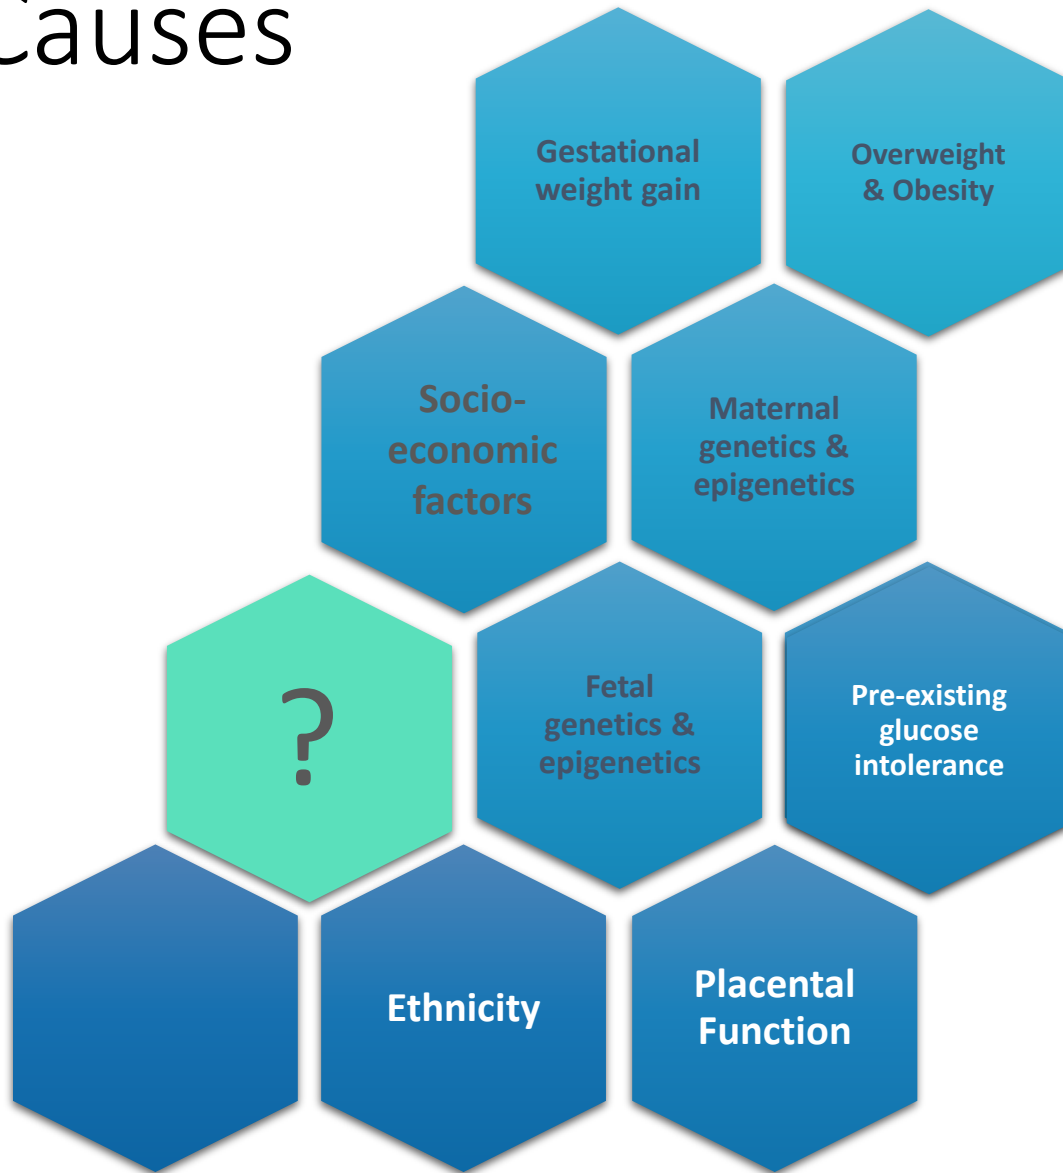 Causes
Gestational
weight gain
Overweight
& Obesity
Socio-
economic
factors
Maternal
genetics &
epigenetics
?
Fetal
genetics &
epigenetics
Pre-existing
glucose
intolerance
Ethnicity
Placental
Function